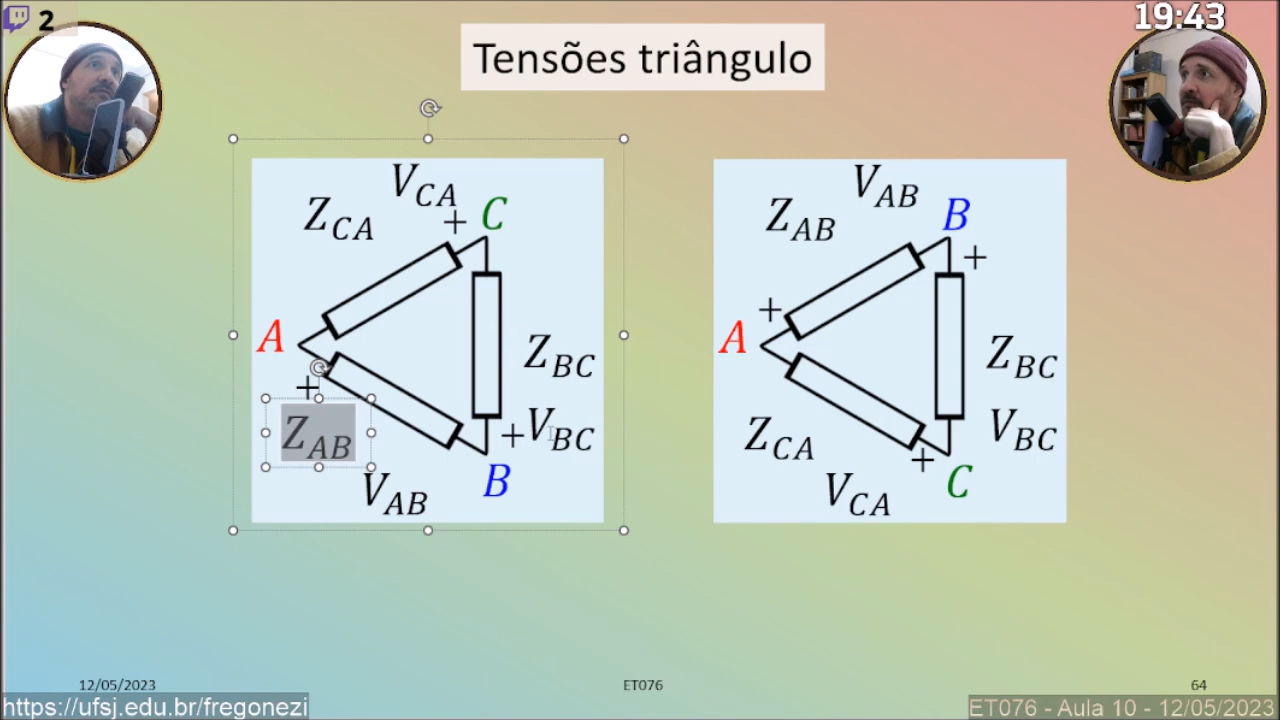 2
19:43
Tensões triângulo
V_CA
Z_CA
+
C
A
+
Z_AB
V_AB
B
Z_BC
+V_BC
V_AB
Z_AB
B
+
+
A
Z_BC
V_BC
Z_CA
+
V_CA
C
12/05/2023
ET076
64
https://ufsj.edu.br/fregonezi
ET076 - Aula 10 - 12/05/2023